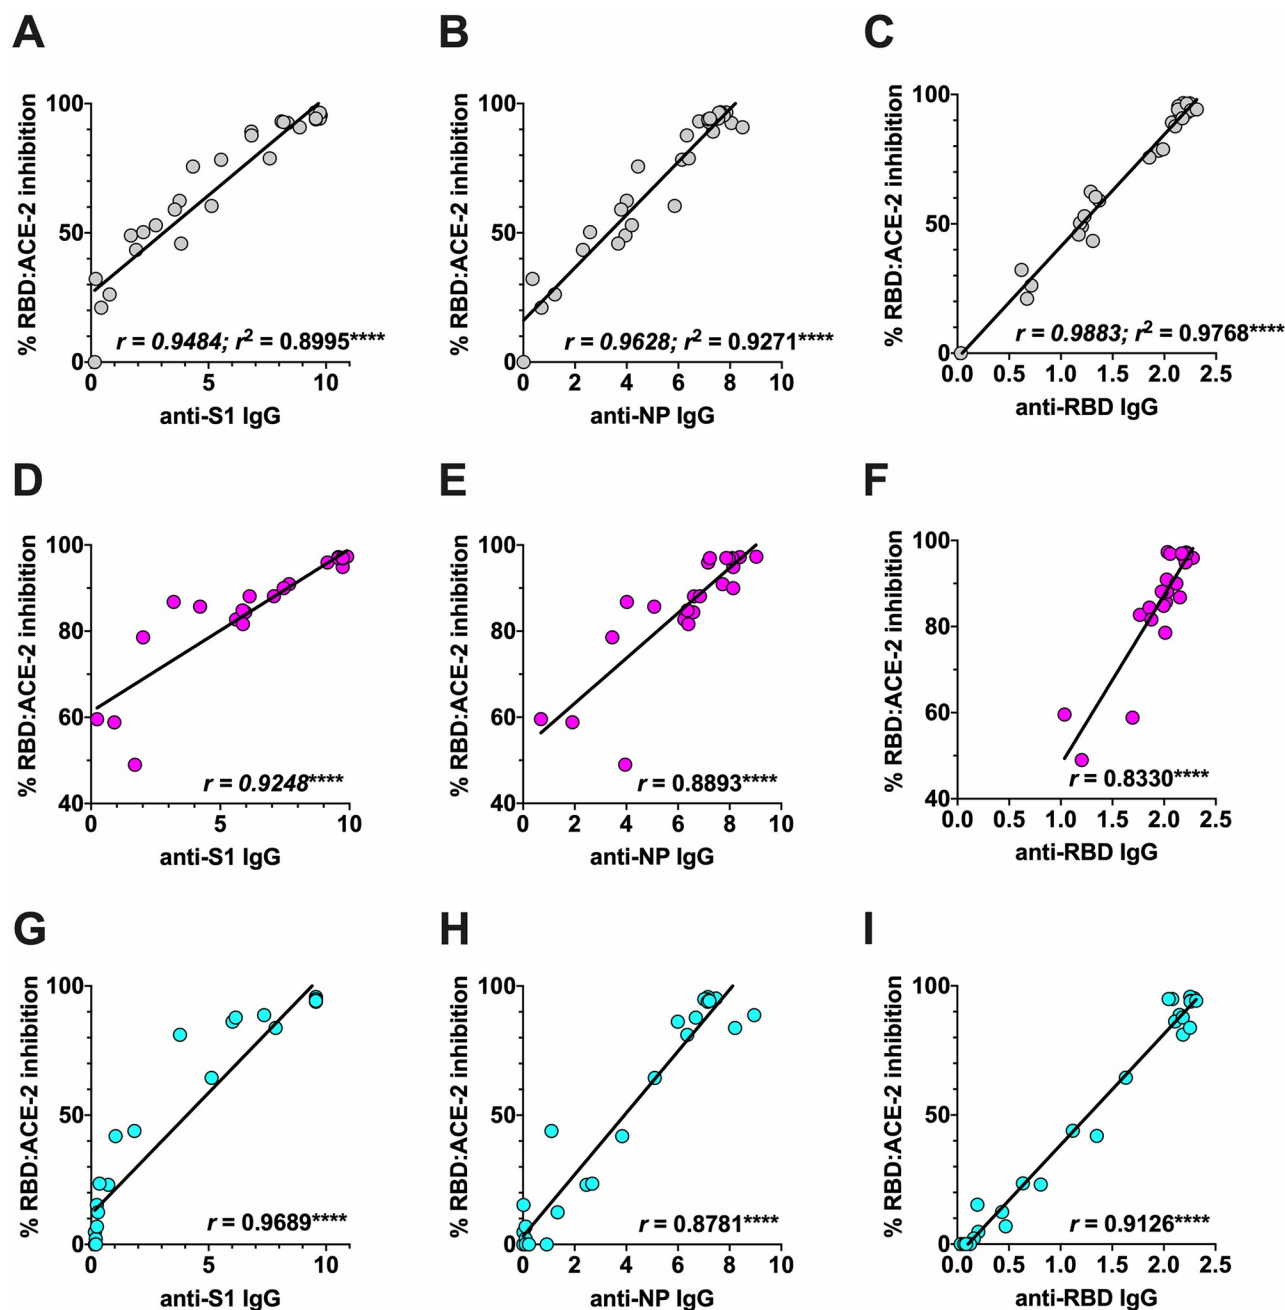 A
% RBD:ACE-2 inhibition
100
50
0
0
5
10
r = 0.9484; r² = 0.8995****
anti-S1 IgG
B
% RBD:ACE-2 inhibition
100
50
0
0
2
4
6
8
10
r = 0.9628; r² = 0.9271****
anti-NP IgG
C
% RBD:ACE-2 inhibition
100
50
0
0.0
0.5
1.0
1.5
2.0
2.5
r = 0.9883; r² = 0.9768****
anti-RBD IgG
D
% RBD:ACE-2 inhibition
100
80
60
40
0
5
10
r = 0.9248****
anti-S1 IgG
E
% RBD:ACE-2 inhibition
100
80
60
40
0
2
4
6
8
10
r = 0.8893****
anti-NP IgG
F
% RBD:ACE-2 inhibition
100
80
60
40
0.0
0.5
1.0
1.5
2.0
2.5
r = 0.8330****
anti-RBD IgG
G
% RBD:ACE-2 inhibition
100
50
0
0
5
10
r = 0.9689****
anti-S1 IgG
H
% RBD:ACE-2 inhibition
100
50
0
0
2
4
6
8
10
r = 0.8781****
anti-NP IgG
I
% RBD:ACE-2 inhibition
100
50
0
0.0
0.5
1.0
1.5
2.0
2.5
r = 0.9126****
anti-RBD IgG